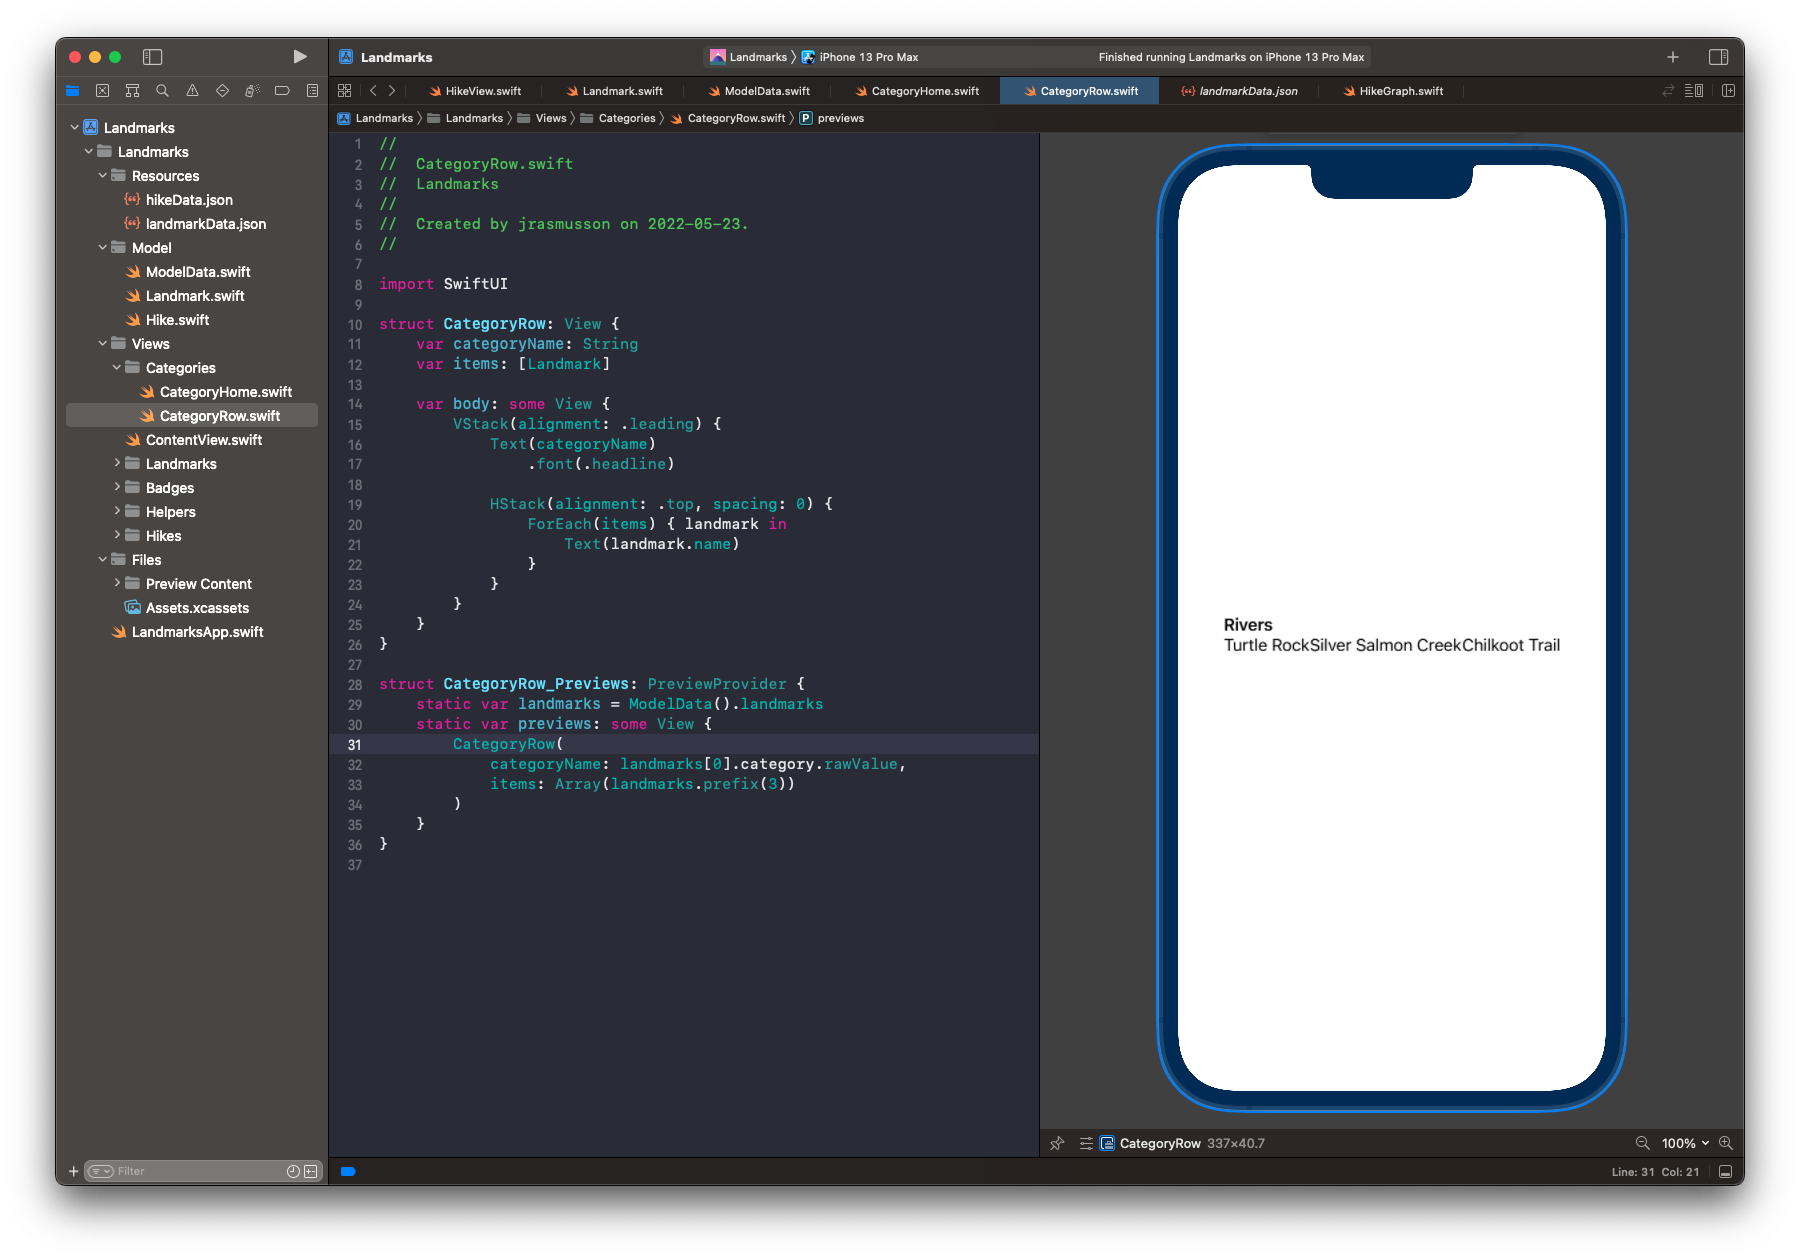 Landmarks
Landmarks
iPhone 13 Pro Max
Finished running Landmarks on iPhone 13 Pro Max
HikeView.swift
Landmark.swift
ModelData.swift
CategoryHome.swift
CategoryRow.swift
landmarkData.json
HikeGraph.swift
Landmarks
Landmarks
Views
Categories
CategoryRow.swift
P previews
Landmarks
Landmarks
Resources
hikeData.json
landmarkData.json
Model
ModelData.swift
Landmark.swift
Hike.swift
Views
Categories
CategoryHome.swift
CategoryRow.swift
ContentView.swift
Landmarks
Badges
Helpers
Hikes
Files
Preview Content
Assets.xcassets
LandmarksApp.swift
Filter
1 //
2 //  CategoryRow.swift
3 //  Landmarks
4 //
5 //  Created by jrasmusson on 2022-05-23.
6 //
7
8 import SwiftUI
9
10 struct CategoryRow: View {
11     var categoryName: String
12     var items: [Landmark]
13
14     var body: some View {
15         VStack(alignment: .leading) {
16             Text(categoryName)
17                 .font(.headline)
18
19             HStack(alignment: .top, spacing: 0) {
20                 ForEach(items) { landmark in
21                     Text(landmark.name)
22                 }
23             }
24         }
25     }
26 }
27
28 struct CategoryRow_Previews: PreviewProvider {
29     static var landmarks = ModelData().landmarks
30     static var previews: some View {
31         CategoryRow(
32             categoryName: landmarks[0].category.rawValue,
33             items: Array(landmarks.prefix(3))
34         )
35     }
36 }
37
Rivers
Turtle RockSilver Salmon CreekChilkoot Trail
CategoryRow 337×40.7
100%
Line: 31 Col: 21